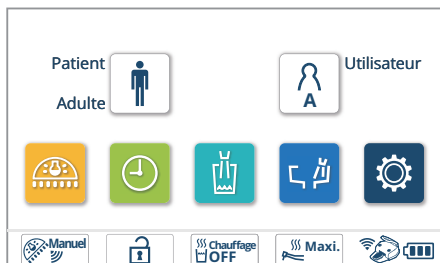 Patient
Utilisateur
Adulte
A
Manuel
Chauffage
OFF
Maxi.